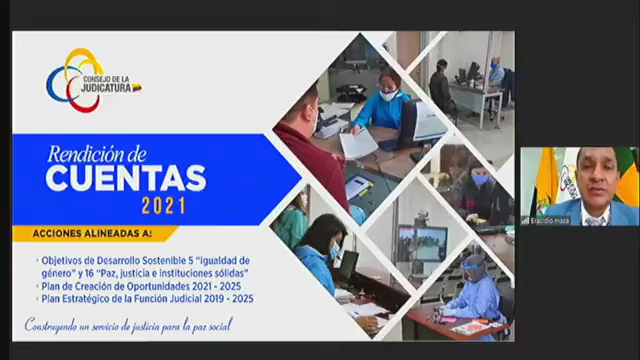 CONSEJO DE LA
JUDICATURA
Rendición de
CUENTAS
2021
ACCIONES ALINEADAS A:
• Objetivos de Desarrollo Sostenible 5 "Igualdad de
género" y 16 "Paz, justicia e instituciones sólidas"
• Plan de Creación de Oportunidades 2021 - 2025
• Plan Estratégico de la Función Judicial 2019 - 2025
Construyendo un servicio de justicia para la paz social
Eracidio masa